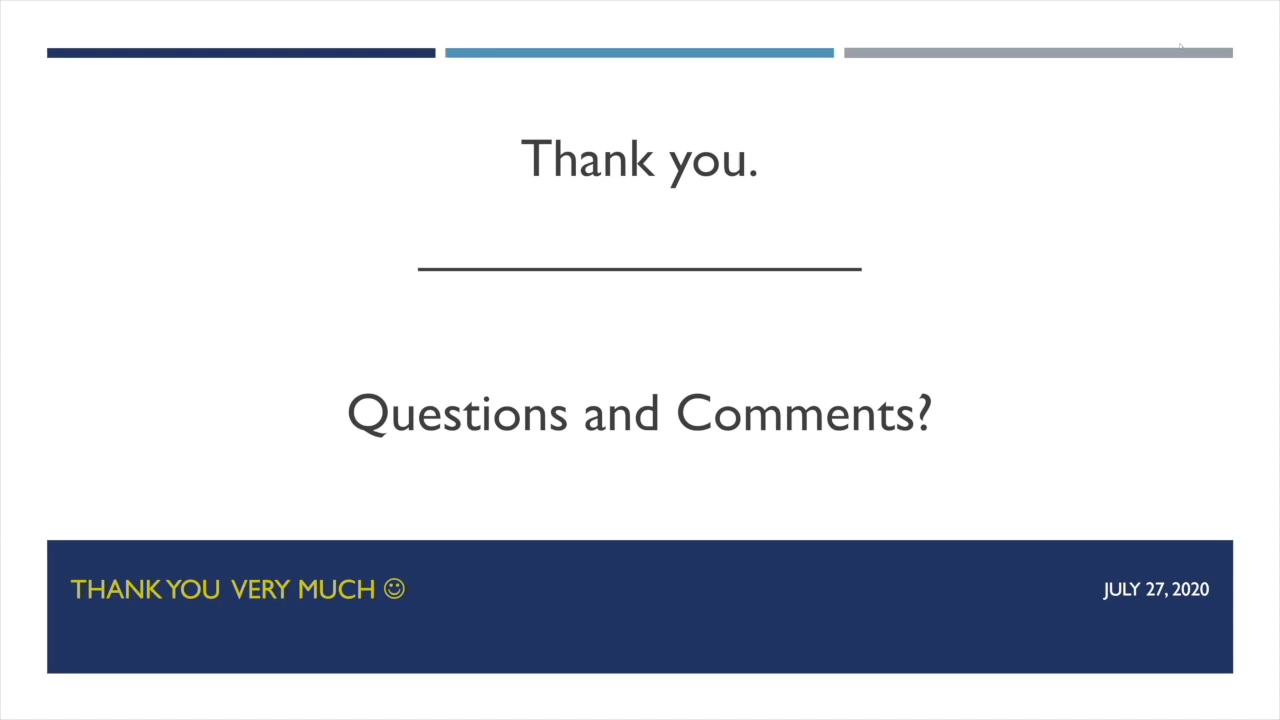 Thank you.
Questions and Comments?
THANK YOU VERY MUCH ☺
JULY 27, 2020